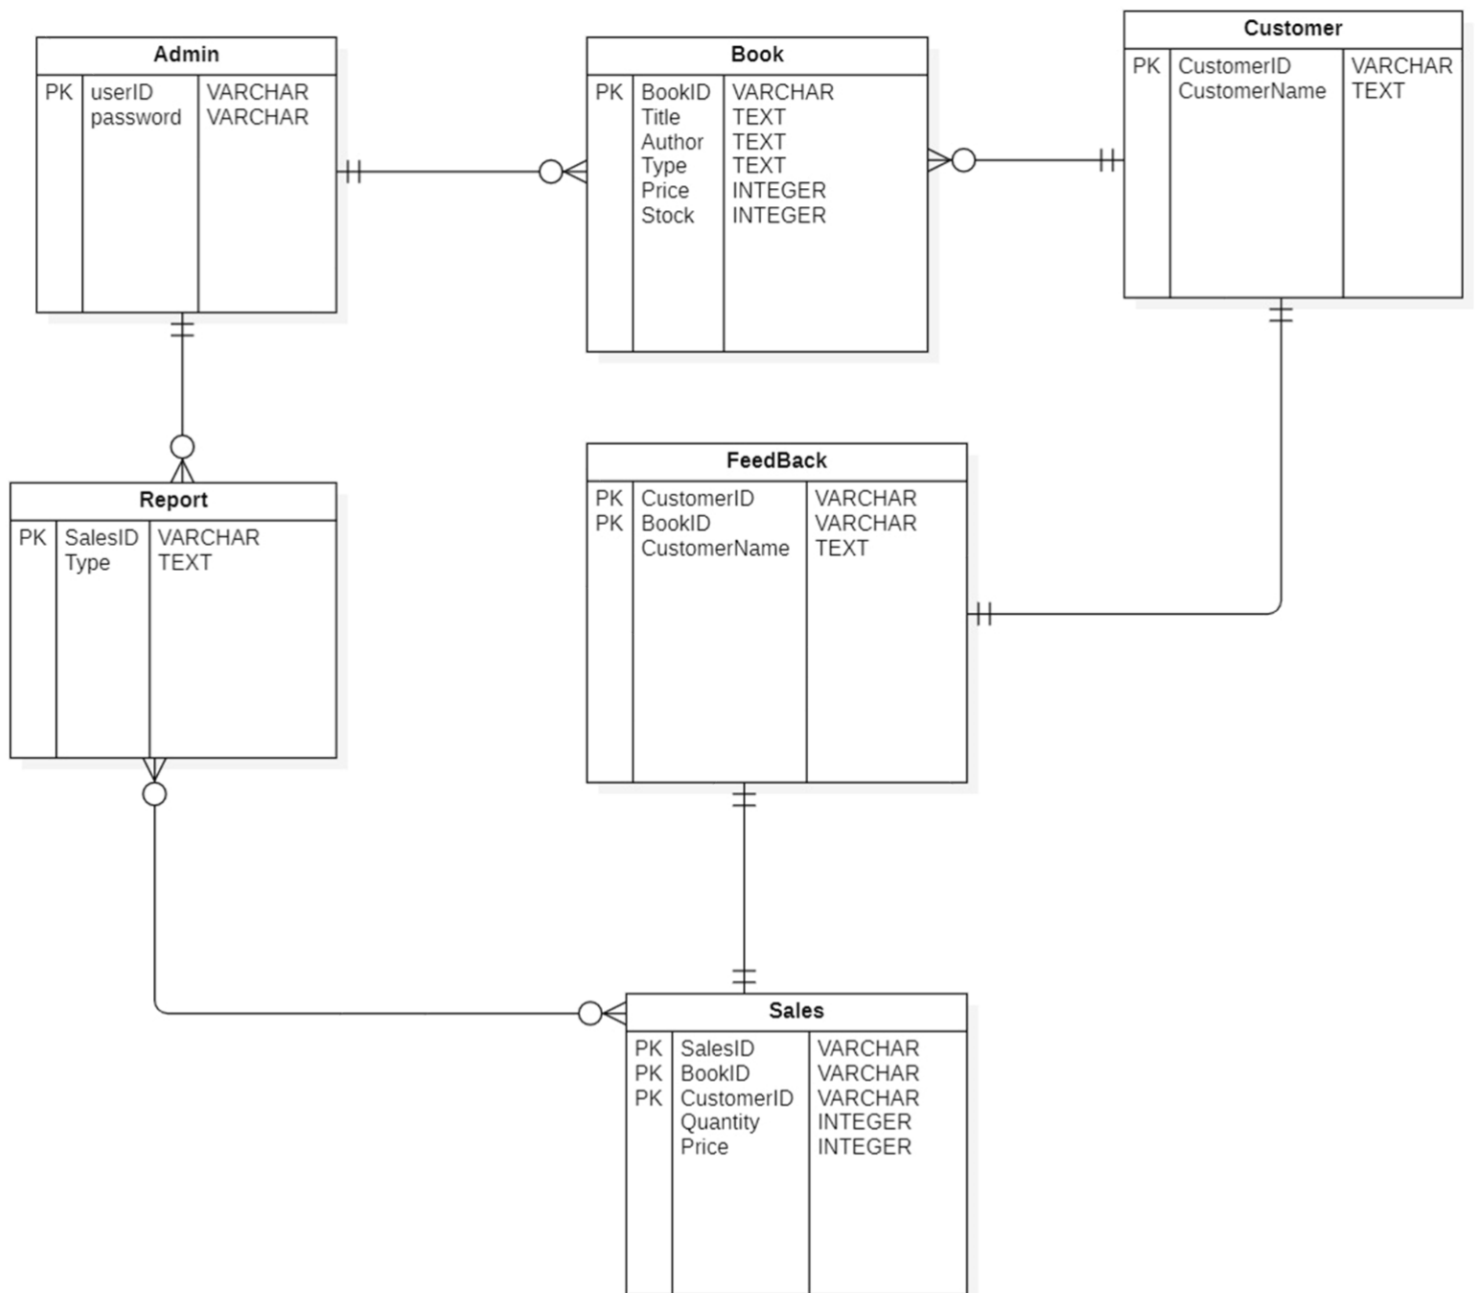 Admin
PK userID VARCHAR
password VARCHAR
Book
PK BookID VARCHAR
Title TEXT
Author TEXT
Type TEXT
Price INTEGER
Stock INTEGER
Customer
PK CustomerID VARCHAR
CustomerName TEXT
Report
PK SalesID VARCHAR
Type TEXT
FeedBack
PK CustomerID VARCHAR
PK BookID VARCHAR
CustomerName TEXT
Sales
PK SalesID VARCHAR
PK BookID VARCHAR
PK CustomerID VARCHAR
Quantity INTEGER
Price INTEGER